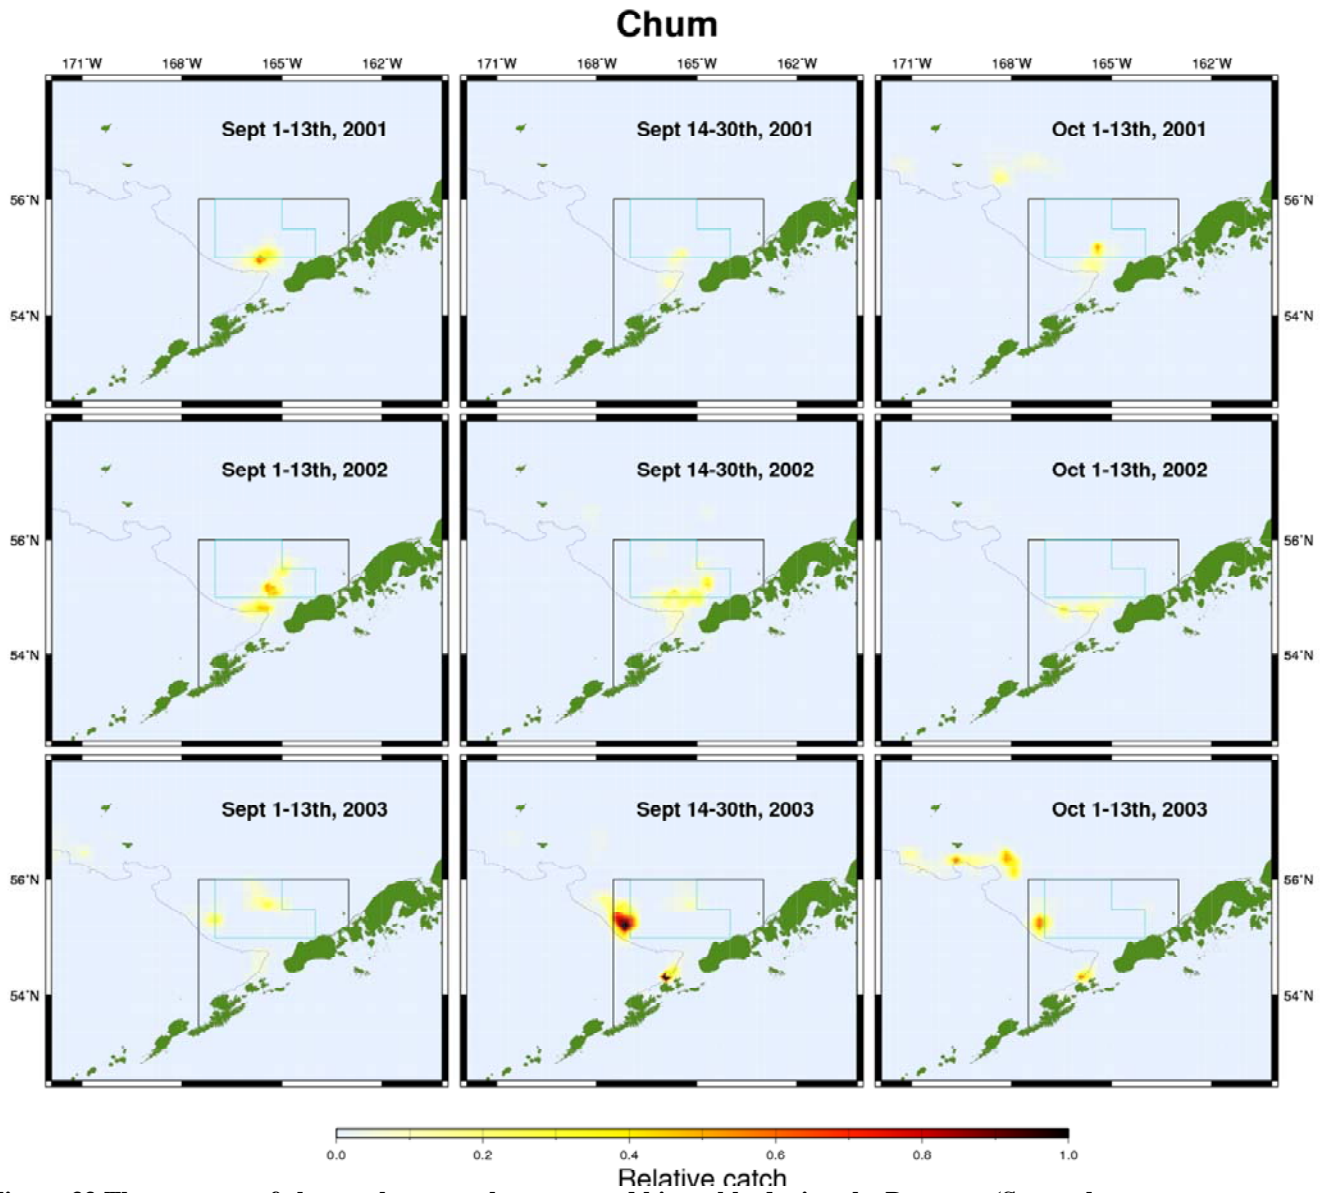 Chum
171°W 168°W 165°W 162°W 171°W 168°W 165°W 162°W 171°W 168°W 165°W 162°W
Sept 1-13th, 2001 Sept 14-30th, 2001 Oct 1-13th, 2001
56°N 56°N
54°N 54°N
Sept 1-13th, 2002 Sept 14-30th, 2002 Oct 1-13th, 2002
56°N 56°N
54°N 54°N
Sept 1-13th, 2003 Sept 14-30th, 2003 Oct 1-13th, 2003
56°N 56°N
54°N 54°N
0.0 0.2 0.4 0.6 0.8 1.0
Relative catch